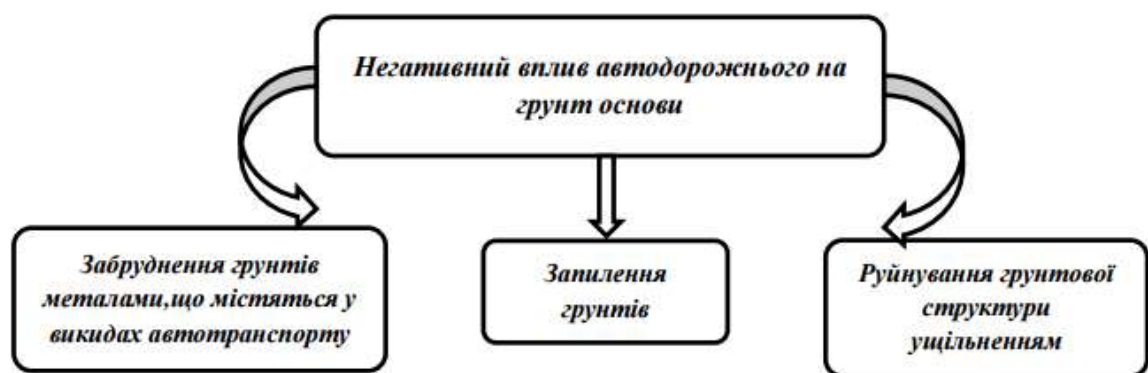 Негативний вплив автодорожнього на
грунт основи
Забруднення грунтів
металами,що містяться у
викидах автотранспорту
Запилення
грунтів
Руйнування грунтової
структури
ущільненням